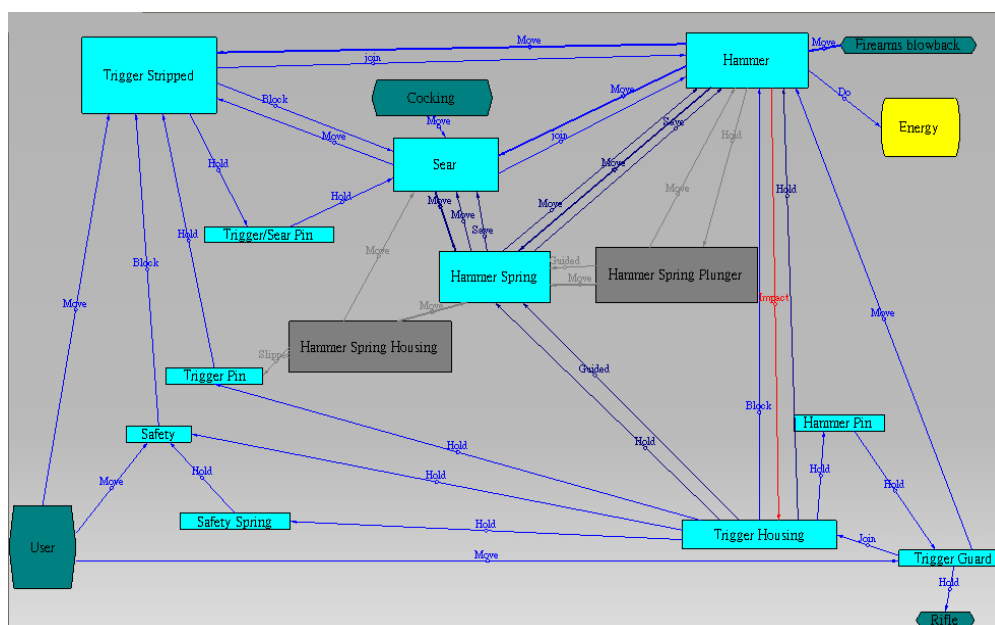 Move
Move
Firearms blowback
Hammer
join
Trigger Stripped
Do
Block
Cocking
Move
Move
Save
Energy
Move
join
Hold
Sear
Move
Hold
Hold
Move
Hold
Move
Move
Move
Trigger/Sear Pin
Save
Hold
Move
Guided
Block
Hammer Spring
Hammer Spring Plunger
Move
Move
Impact
Move
Move
Hammer Spring Housing
Slippe
Guided
Trigger Pin
Block
Hammer Pin
Safety
Hold
Hold
Hold
Hold
Hold
Hold
Move
Safety Spring
Hold
Trigger Housing
Join
User
Move
Trigger Guard
Hold
Rifle